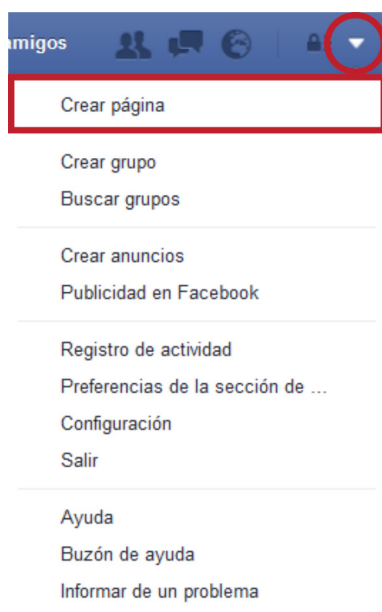 amigos
Crear página
Crear grupo
Buscar grupos
Crear anuncios
Publicidad en Facebook
Registro de actividad
Preferencias de la sección de ...
Configuración
Salir
Ayuda
Buzón de ayuda
Informar de un problema